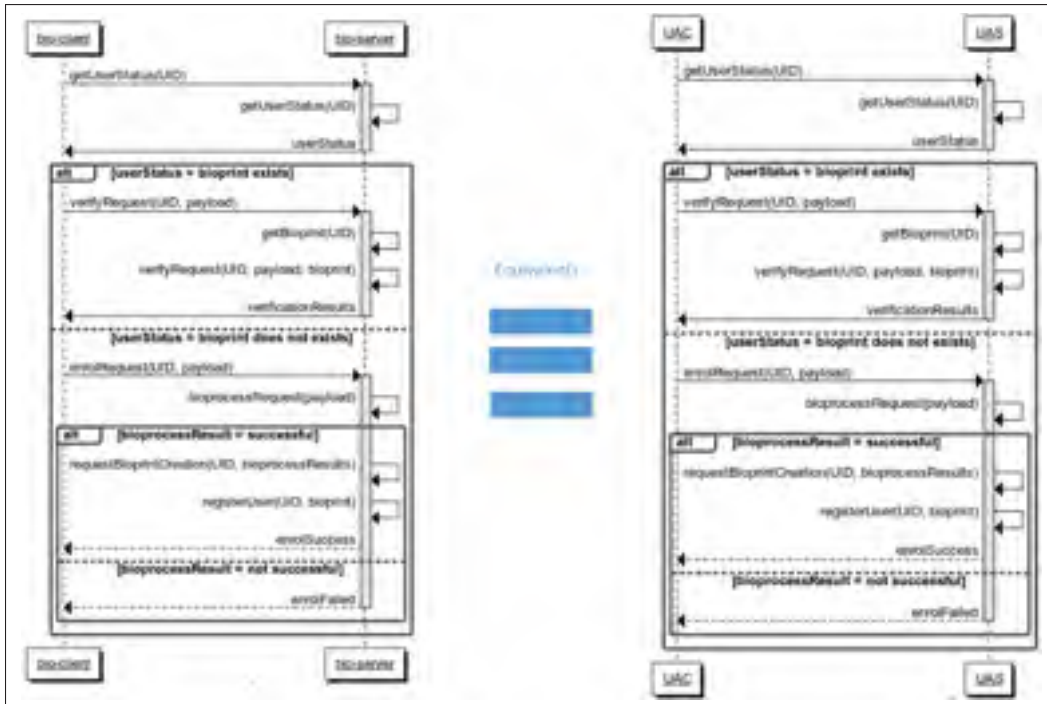 bio-client bio-server
getUserStatus(UID)
getUserStatus(UID)
userStatus
alt [userStatus = bioprint exists]
verifyRequest(UID, payload)
getBioprint(UID)
verifyRequest(UID, payload, bioprint)
verificationResults
[userStatus = bioprint does not exists]
enrolRequest(UID, payload)
bioprocessRequest(payload)
alt [bioprocessResult = successful]
requestBioprintCreation(UID, bioprocessResults)
registerUser(UID, bioprint)
enrolSuccess
[bioprocessResult = not successful]
enrolFailed
bio-client bio-server
UAC UAS
getUserStatus(UID)
getUserStatus(UID)
userStatus
alt [userStatus = bioprint exists]
verifyRequest(UID, payload)
getBioprint(UID)
verifyRequest(UID, payload, bioprint)
verificationResults
[userStatus = bioprint does not exists]
enrolRequest(UID, payload)
bioprocessRequest(payload)
alt [bioprocessResult = successful]
requestBioprintCreation(UID, bioprocessResults)
registerUser(UID, bioprint)
enrolSuccess
[bioprocessResult = not successful]
enrolFailed
UAC UAS